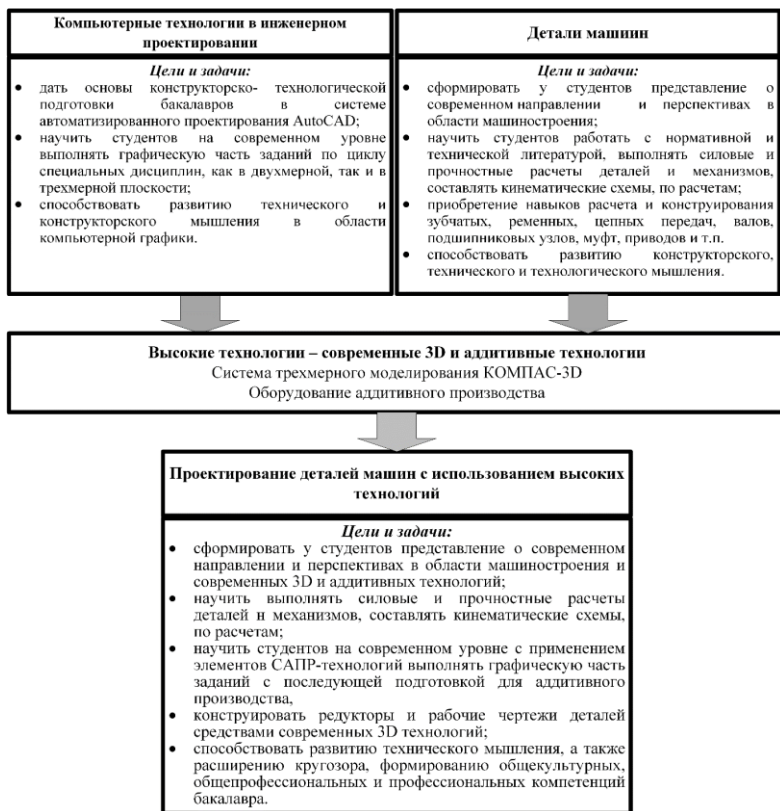 Компьютерные технологии в инженерном
проектировании
Цели и задачи:
• дать основы конструкторско- технологической
подготовки бакалавров в системе
автоматизированного проектирования AutoCAD;
• научить студентов на современном уровне
выполнять графическую часть заданий по циклу
специальных дисциплин, как в двухмерной, так и в
трехмерной плоскости;
• способствовать развитию технического и
конструкторского мышления в области
компьютерной графики.
Детали машиин
Цели и задачи:
• сформировать у студентов представление о
современном направлении и перспективах в
области машиностроения;
• научить студентов работать с нормативной и
технической литературой, выполнять силовые и
прочностные расчеты деталей и механизмов,
составлять кинематические схемы, по расчетам;
• приобретение навыков расчета и конструирования
зубчатых, ременных, цепных передач, валов,
подшипниковых узлов, муфт, приводов и т.п.
• способствовать развитию конструкторского,
технического и технологического мышления.
Высокие технологии – современные 3D и аддитивные технологии
Система трехмерного моделирования КОМПАС-3D
Оборудование аддитивного производства
Проектирование деталей машин с использованием высоких
технологий
Цели и задачи:
• сформировать у студентов представление о современном
направлении и перспективах в области машиностроения и
современных 3D и аддитивных технологий;
• научить выполнять силовые и прочностные расчеты
деталей н механизмов, составлять кинематические схемы,
по расчетам;
• научить студентов на современном уровне с применением
элементов САПР-технологий выполнять графическую часть
заданий с последующей подготовкой для аддитивного
производства,
• конструировать редукторы и рабочие чертежи деталей
средствами современных 3D технологий;
• способствовать развитию технического мышления, а также
расширению кругозора, формированию общекультурных,
общепрофессиональных и профессиональных компетенций
бакалавра.